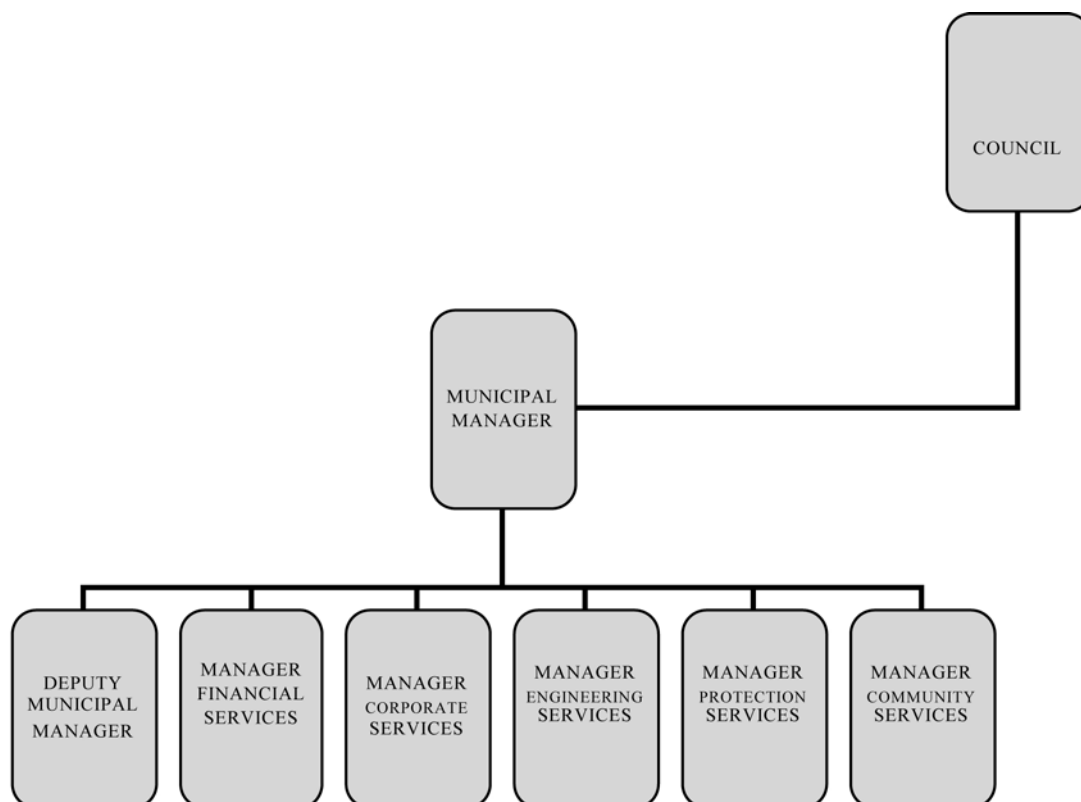 COUNCIL
MUNICIPAL
MANAGER
DEPUTY
MUNICIPAL
MANAGER
MANAGER
FINANCIAL
SERVICES
MANAGER
CORPORATE
SERVICES
MANAGER
ENGINEERING
SERVICES
MANAGER
PROTECTION
SERVICES
MANAGER
COMMUNITY
SERVICES